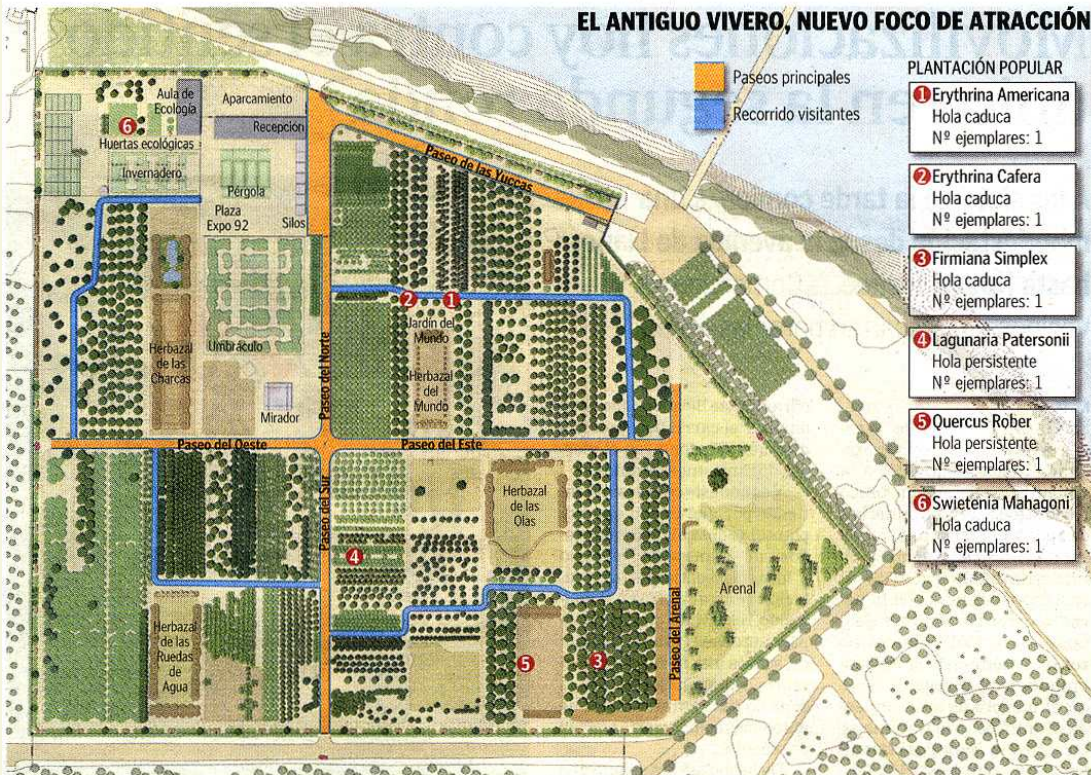 EL ANTIGUO VIVERO, NUEVO FOCO DE ATRACCIÓN
Paseos principales
Recorrido visitantes
PLANTACIÓN POPULAR
1 Erythrina Americana
Hola caduca
Nº ejemplares: 1
2 Erythrina Cafera
Hola caduca
Nº ejemplares: 1
3 Firmiana Simplex
Hola caduca
Nº ejemplares: 1
4 Lagunaria Patersonii
Hola persistente
Nº ejemplares: 1
5 Quercus Rober
Hola persistente
Nº ejemplares: 1
6 Swietenia Mahagoni
Hola caduca
Nº ejemplares: 1
Aula de
Ecología
Aparcamiento
Recepción
6
Huertas ecológicas
Invernadero
Pérgola
Plaza
Expo 92
Silos
Paseo de las Yuccas
2
1
Jardín del
Mundo
Herbazal
del
Mundo
Herbazal
de las
Charcas
Umbráculo
Mirador
Paseo del Norte
Paseo del Oeste
Paseo del Este
Paseo del Sur
Herbazal
de las
Olas
4
Arenal
Paseo del Arenal
Herbazal
de las
Ruedas
de
Agua
5
3